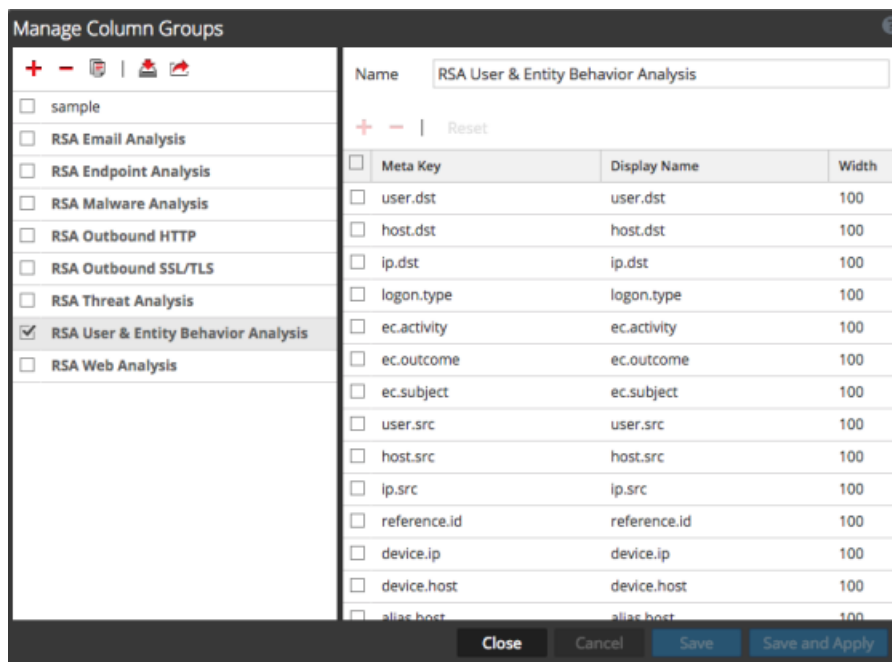 Manage Column Groups
Name RSA User & Entity Behavior Analysis
sample
RSA Email Analysis
RSA Endpoint Analysis
RSA Malware Analysis
RSA Outbound HTTP
RSA Outbound SSL/TLS
RSA Threat Analysis
RSA User & Entity Behavior Analysis
RSA Web Analysis
Reset
Meta Key Display Name Width
user.dst user.dst 100
host.dst host.dst 100
ip.dst ip.dst 100
logon.type logon.type 100
ec.activity ec.activity 100
ec.outcome ec.outcome 100
ec.subject ec.subject 100
user.src user.src 100
host.src host.src 100
ip.src ip.src 100
reference.id reference.id 100
device.ip device.ip 100
device.host device.host 100
alias.host alias.host 100
Close Cancel Save Save and Apply